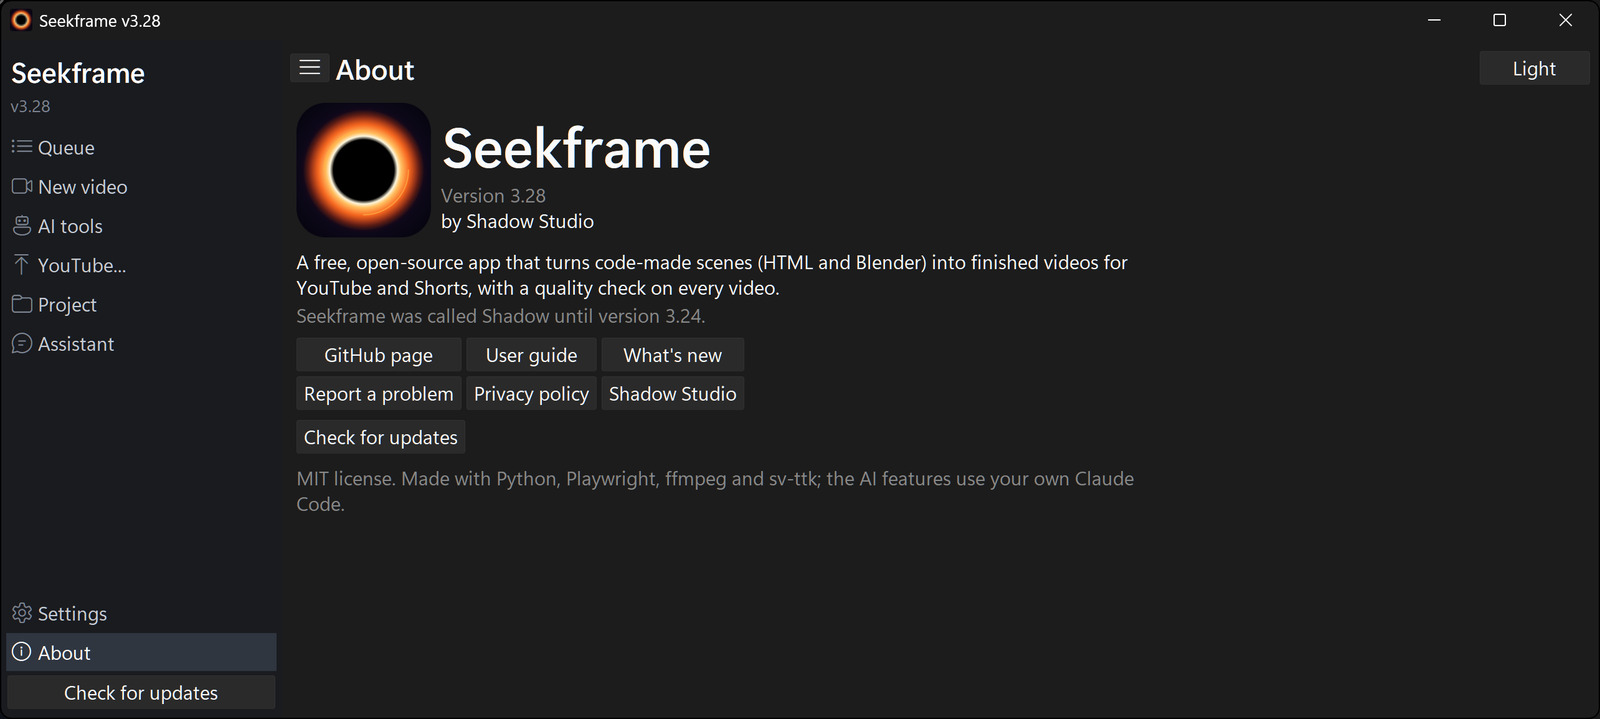 Seekframe v3.28
Seekframe
v3.28
Queue
New video
AI tools
YouTube...
Project
Assistant
Settings
About
Check for updates
About
Light
Seekframe
Version 3.28
by Shadow Studio
A free, open-source app that turns code-made scenes (HTML and Blender) into finished videos for
YouTube and Shorts, with a quality check on every video.
Seekframe was called Shadow until version 3.24.
GitHub page
User guide
What's new
Report a problem
Privacy policy
Shadow Studio
Check for updates
MIT license. Made with Python, Playwright, ffmpeg and sv-ttk; the AI features use your own Claude
Code.